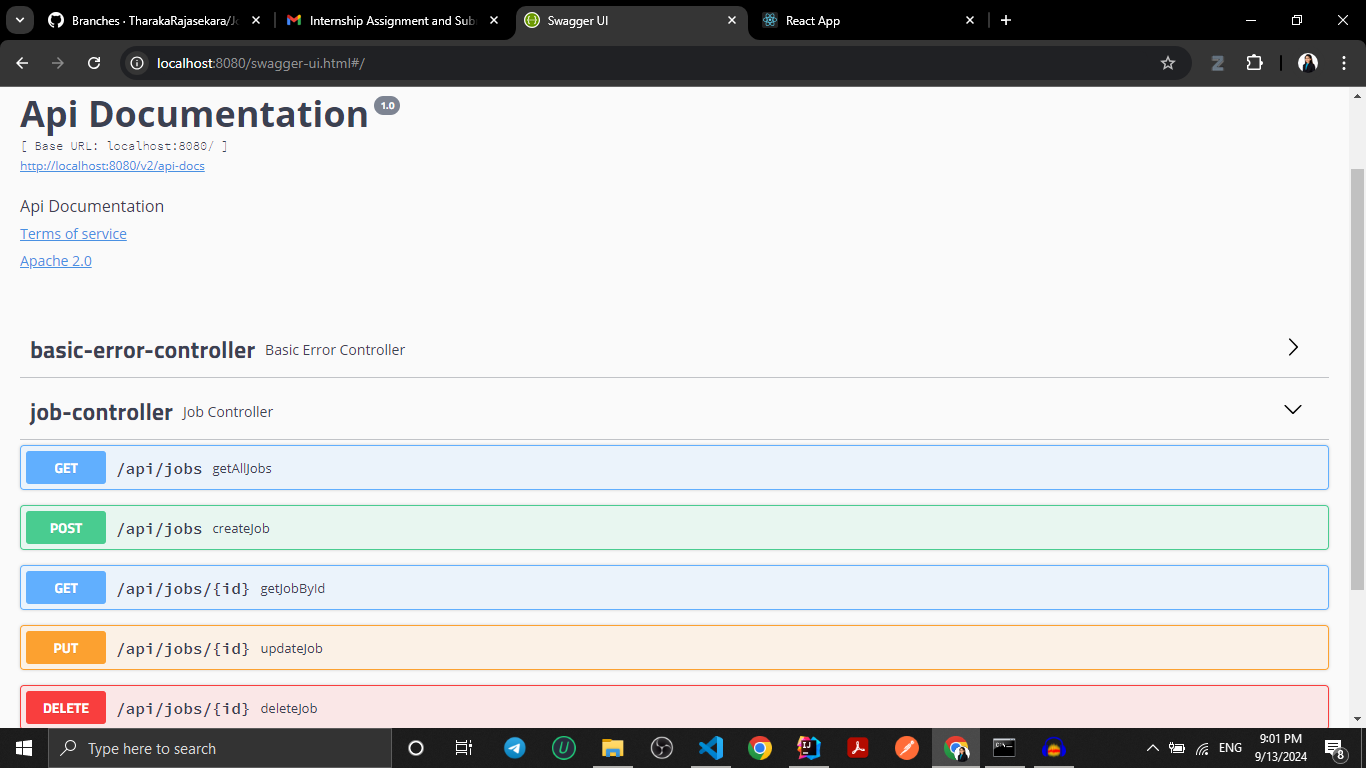 Branches · TharakaRajasekara/Jo
Internship Assignment and Subm
Swagger UI
React App
localhost:8080/swagger-ui.html#/
Api Documentation 1.0
[ Base URL: localhost:8080/ ]
http://localhost:8080/v2/api-docs
Api Documentation
Terms of service
Apache 2.0
basic-error-controller Basic Error Controller
job-controller Job Controller
GET /api/jobs getAllJobs
POST /api/jobs createJob
GET /api/jobs/{id} getJobById
PUT /api/jobs/{id} updateJob
DELETE /api/jobs/{id} deleteJob
Type here to search
ENG
9:01 PM
9/13/2024
8